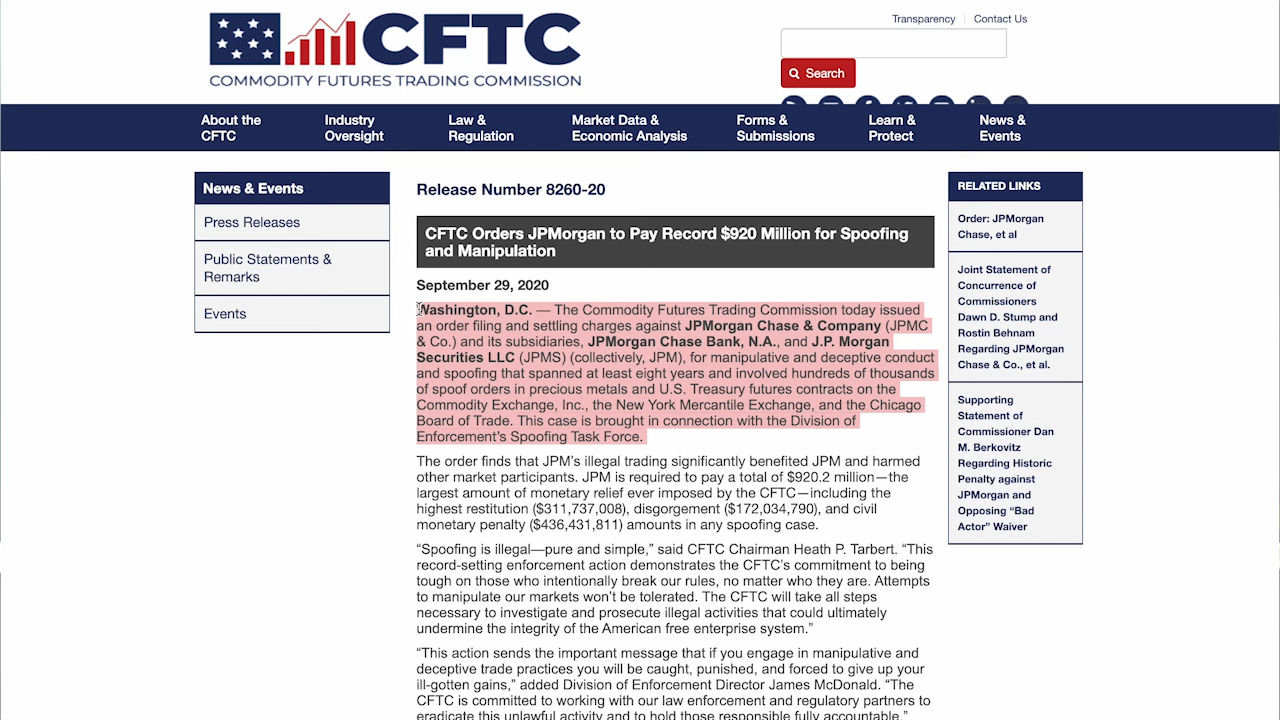 CFTC
COMMODITY FUTURES TRADING COMMISSION
Transparency
Contact Us
Search
About the
CFTC
Industry
Oversight
Law &
Regulation
Market Data &
Economic Analysis
Forms &
Submissions
Learn &
Protect
News &
Events
News & Events
Press Releases
Public Statements &
Remarks
Events
Release Number 8260-20
CFTC Orders JPMorgan to Pay Record $920 Million for Spoofing
and Manipulation
September 29, 2020
Washington, D.C. — The Commodity Futures Trading Commission today issued
an order filing and settling charges against JPMorgan Chase & Company (JPMC
& Co.) and its subsidiaries, JPMorgan Chase Bank, N.A., and J.P. Morgan
Securities LLC (JPMS) (collectively, JPM), for manipulative and deceptive conduct
and spoofing that spanned at least eight years and involved hundreds of thousands
of spoof orders in precious metals and U.S. Treasury futures contracts on the
Commodity Exchange, Inc., the New York Mercantile Exchange, and the Chicago
Board of Trade. This case is brought in connection with the Division of
Enforcement’s Spoofing Task Force.
The order finds that JPM’s illegal trading significantly benefited JPM and harmed
other market participants. JPM is required to pay a total of $920.2 million—the
largest amount of monetary relief ever imposed by the CFTC—including the
highest restitution ($311,737,008), disgorgement ($172,034,790), and civil
monetary penalty ($436,431,811) amounts in any spoofing case.
“Spoofing is illegal—pure and simple,” said CFTC Chairman Heath P. Tarbert. “This
record-setting enforcement action demonstrates the CFTC’s commitment to being
tough on those who intentionally break our rules, no matter who they are. Attempts
to manipulate our markets won’t be tolerated. The CFTC will take all steps
necessary to investigate and prosecute illegal activities that could ultimately
undermine the integrity of the American free enterprise system.”
“This action sends the important message that if you engage in manipulative and
deceptive trade practices you will be caught, punished, and forced to give up your
ill-gotten gains,” added Division of Enforcement Director James McDonald. “The
CFTC is committed to working with our law enforcement and regulatory partners to
eradicate this unlawful activity and to hold those responsible fully accountable.”
RELATED LINKS
Order: JPMorgan
Chase, et al
Joint Statement of
Concurrence of
Commissioners
Dawn D. Stump and
Rostin Behnam
Regarding JPMorgan
Chase & Co., et al.
Supporting
Statement of
Commissioner Dan
M. Berkovitz
Regarding Historic
Penalty against
JPMorgan and
Opposing “Bad
Actor” Waiver